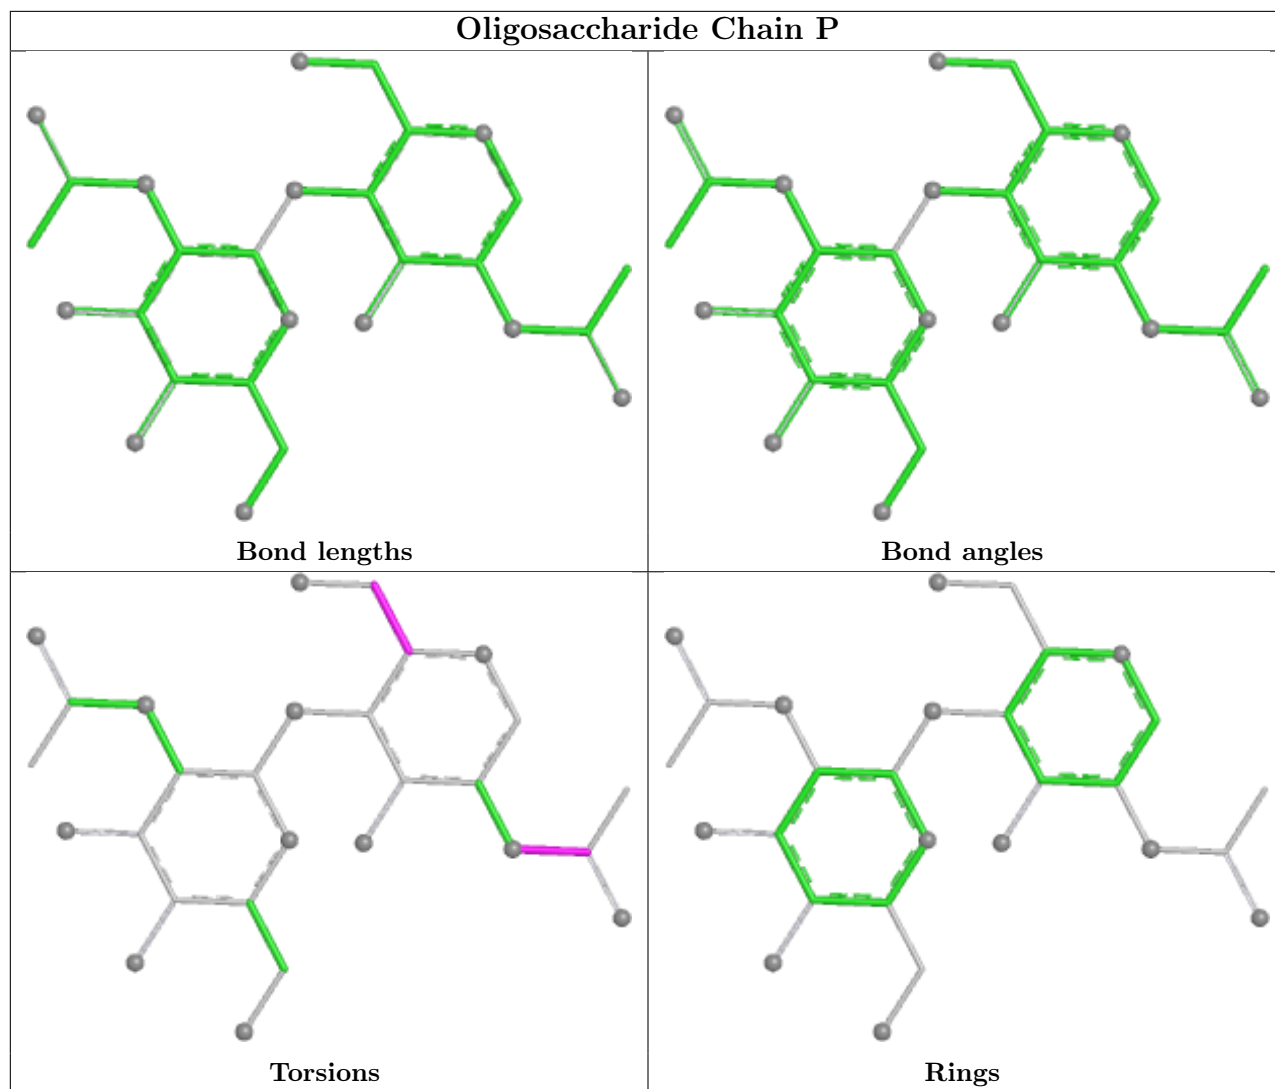 Oligosaccharide Chain P
Bond lengths
Bond angles
Torsions
Rings